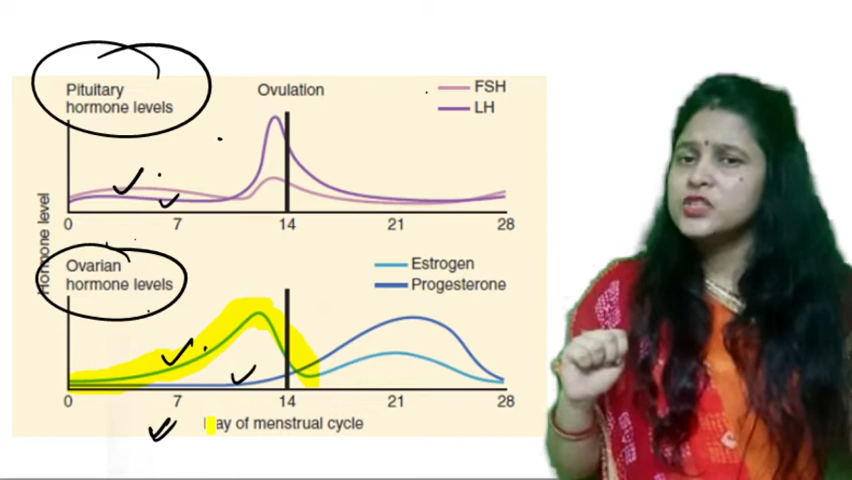 Pituitary
hormone levels
Ovulation
FSH
LH
Hormone level
0 7 14 21 28
Ovarian
hormone levels
Estrogen
Progesterone
0 7 14 21 28
ay of menstrual cycle